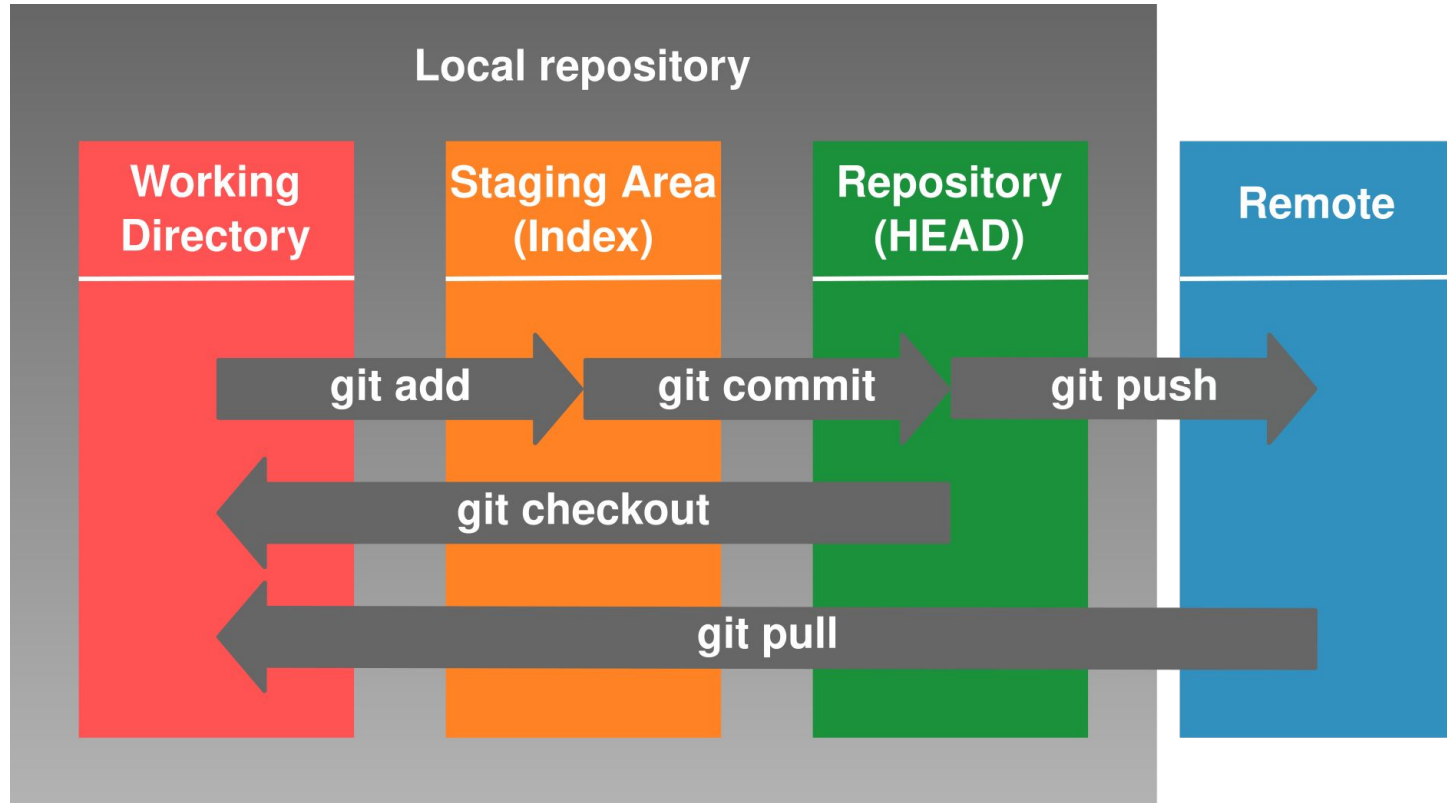 Local repository
Working
Directory
Staging Area
(Index)
Repository
(HEAD)
Remote
git add
git commit
git push
git checkout
git pull